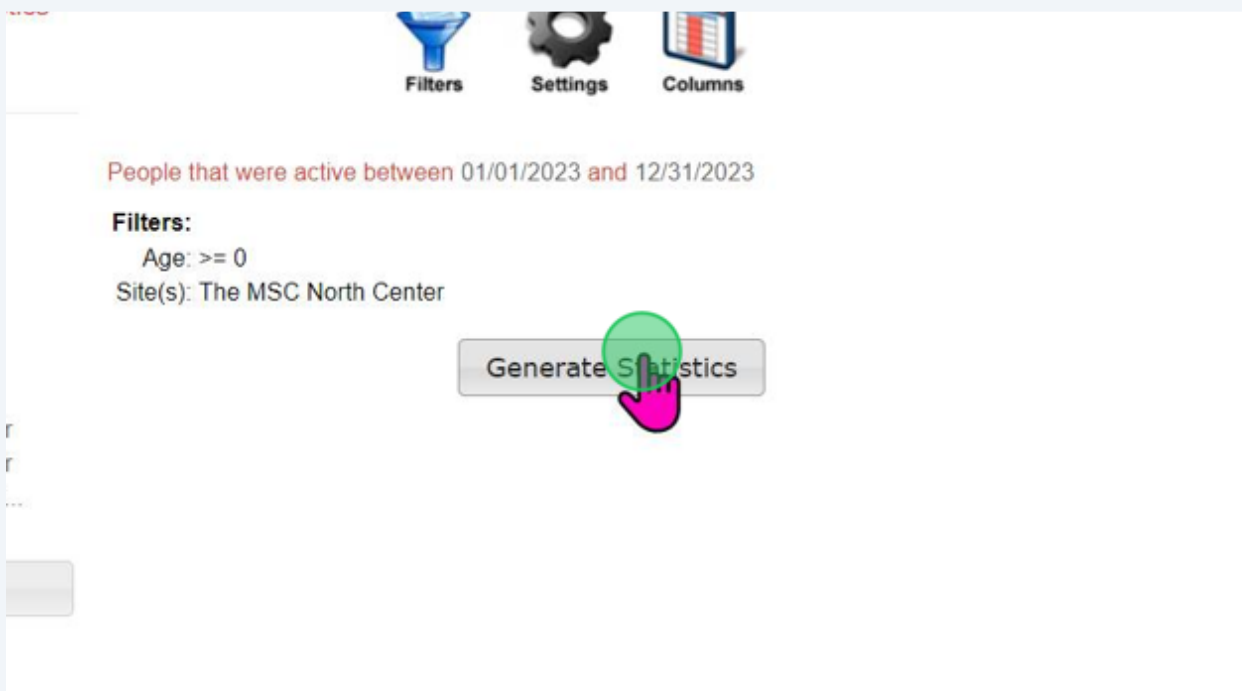 Filters Settings Columns
People that were active between 01/01/2023 and 12/31/2023
Filters:
Age: >= 0
Site(s): The MSC North Center
Generate Statistics
r
r
...